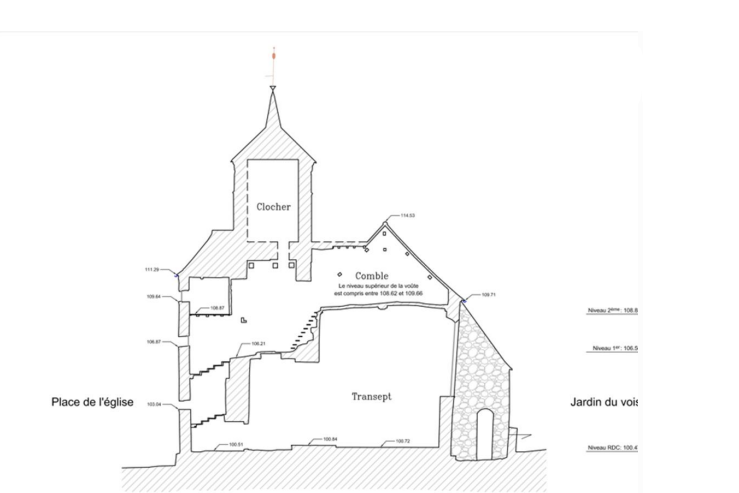 Clocher
114.53
111.29
Comble
Le niveau supérieur de la voûte
est compris entre 108.62 et 109.66
109.64
109.71
108.87
Niveau 2ème : 108.8
106.87
106.21
Niveau 1er : 106.5
Place de l'église
103.04
Transept
Jardin du vois
100.51
100.84
100.72
Niveau RDC: 100.4